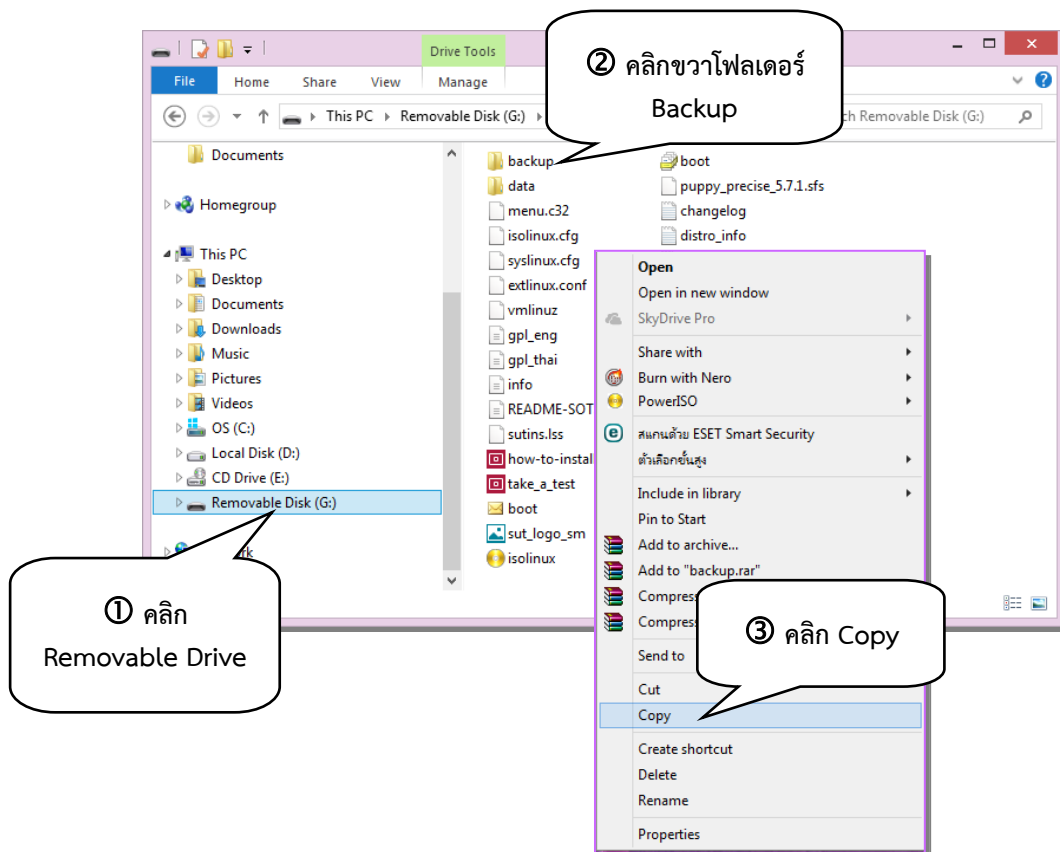 Drive Tools
② คลิกขวาโฟลเดอร์
Backup
File Home Share View Manage
This PC Removable Disk (G:)
Removable Disk (G:)
Documents
Homegroup
This PC
Desktop
Documents
Downloads
Music
Pictures
Videos
OS (C:)
Local Disk (D:)
CD Drive (E:)
Removable Disk (G:)
backup
data
menu.c32
isolinux.cfg
syslinux.cfg
extlinux.conf
vmlinuz
gpl_eng
gpl_thai
info
README-SOT
sutins.lss
how-to-instal
take_a_test
boot
sut_logo_sm
isolinux
boot
puppy_precise_5.7.1.sfs
changelog
distro_info
Open
Open in new window
SkyDrive Pro
Share with
Burn with Nero
PowerISO
สแกนด้วย ESET Smart Security
ตัวเลือกขั้นสูง
Include in library
Pin to Start
Add to archive...
Add to "backup.rar"
Compres
Compres
Send to
Cut
Copy
Create shortcut
Delete
Rename
Properties
① คลิก
Removable Drive
③ คลิก Copy